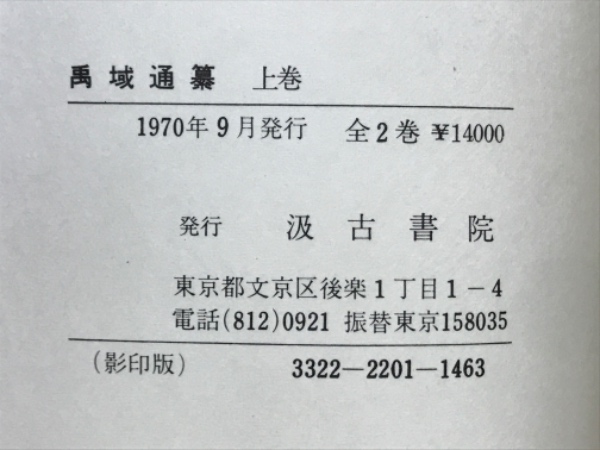 禹域通纂 上巻
1970年9月発行 全2巻 ¥14000
発行 汲古書院
東京都文京区後楽1丁目1−4
電話(812)0921 振替東京158035
(影印版) 3322—2201—1463